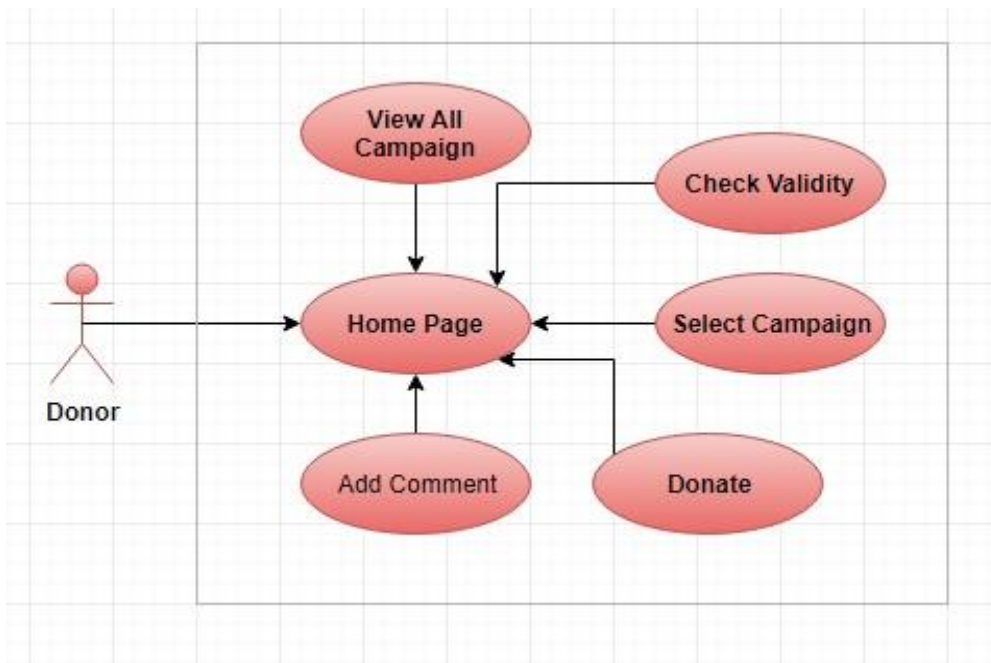 View All
Campaign
Check Validity
Home Page
Select Campaign
Donor
Add Comment
Donate